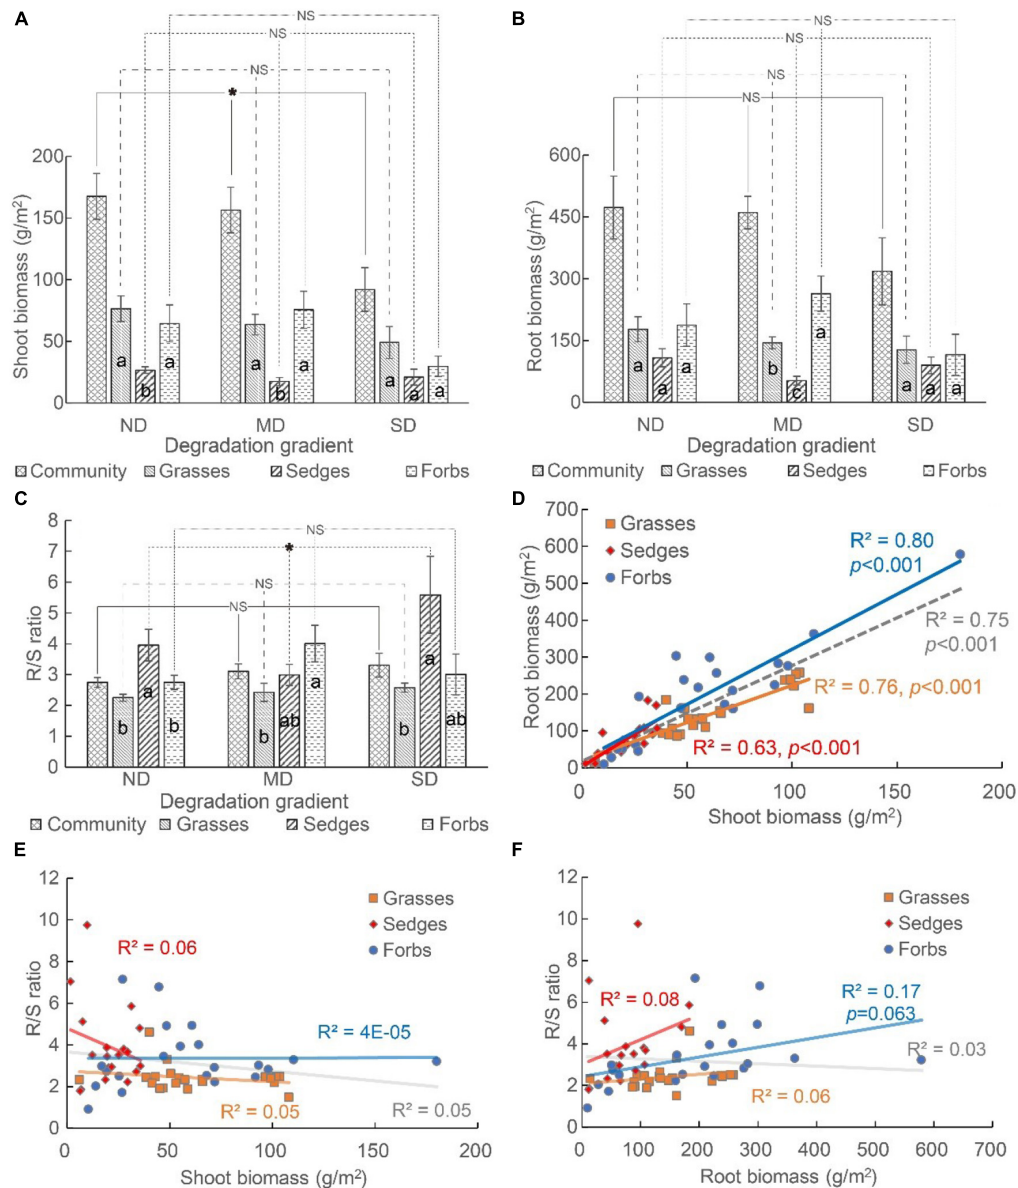 A
NS
NS
NS
*
Shoot biomass (g/m²)
200
150
100
50
0
a b a
a b a
a a a
ND MD SD
Degradation gradient
Community Grasses Sedges Forbs
B
NS
NS
NS
NS
Root biomass (g/m²)
600
450
300
150
0
a a a
b c a
a a a
ND MD SD
Degradation gradient
Community Grasses Sedges Forbs
C
NS
*
NS
NS
R/S ratio
8
7
6
5
4
3
2
1
0
b a b
b ab a
b a ab
ND MD SD
Degradation gradient
Community Grasses Sedges Forbs
D
Grasses
Sedges
Forbs
R² = 0.80
p<0.001
R² = 0.75
p<0.001
R² = 0.76, p<0.001
R² = 0.63, p<0.001
Root biomass (g/m²)
700
600
500
400
300
200
100
0
0 50 100 150 200
Shoot biomass (g/m²)
E
Grasses
Sedges
Forbs
R² = 0.06
R² = 4E-05
R² = 0.05
R² = 0.05
R/S ratio
12
10
8
6
4
2
0
0 50 100 150 200
Shoot biomass (g/m²)
F
Grasses
Sedges
Forbs
R² = 0.08
R² = 0.17
p=0.063
R² = 0.03
R² = 0.06
R/S ratio
12
10
8
6
4
2
0
0 100 200 300 400 500 600 700
Root biomass (g/m²)